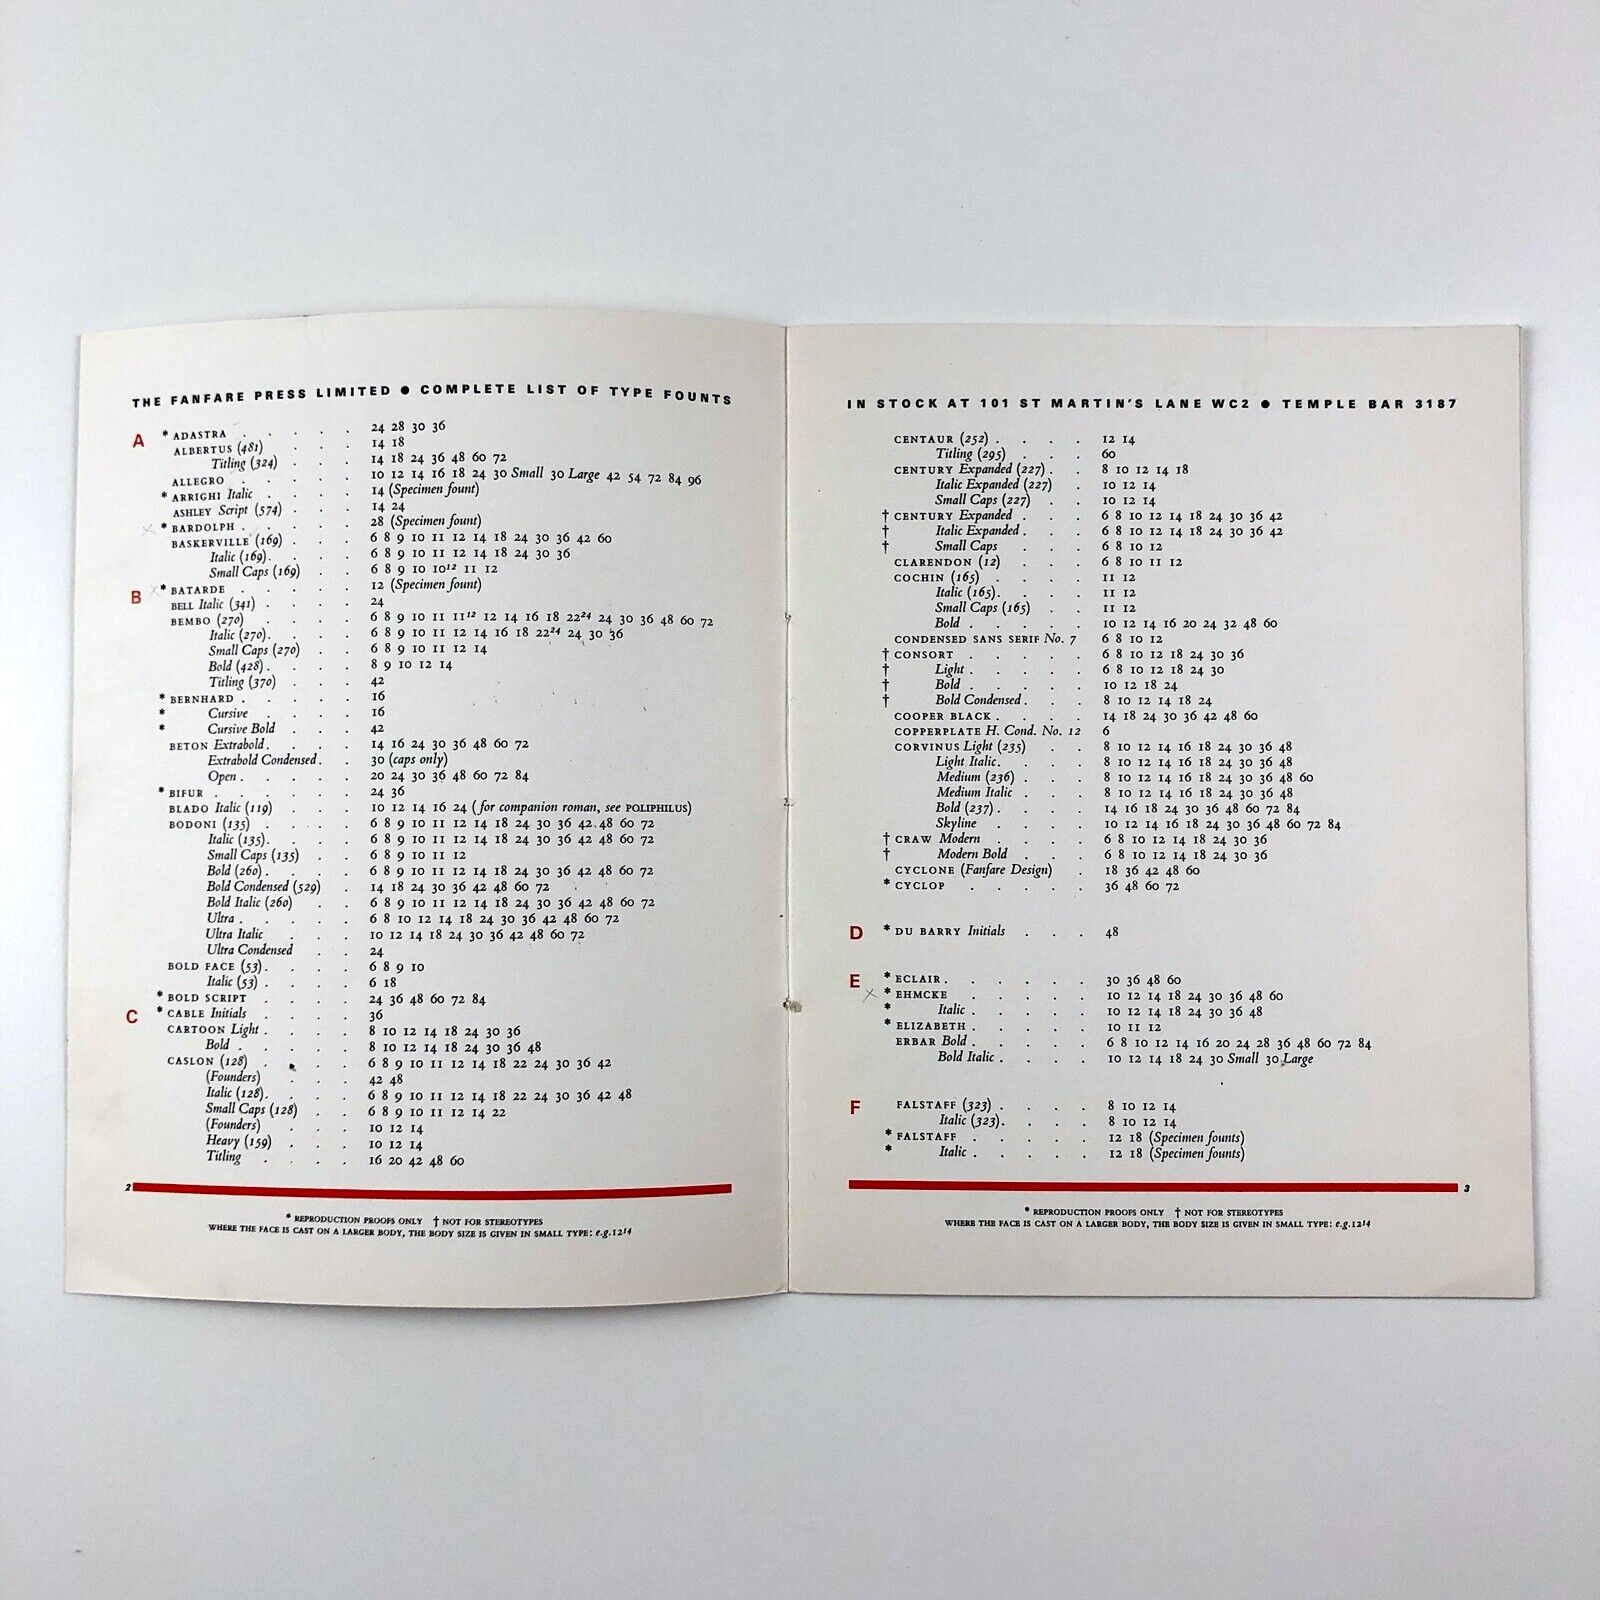 THE FANFARE PRESS LIMITED ● COMPLETE LIST OF TYPE FOUNTS
A * ADASTRA . . . . . 24 28 30 36
ALBERTUS (481) . . . . 14 18
Titling (324) . . . 14 18 24 36 48 60 72
ALLEGRO . . . . . 10 12 14 16 18 24 30 Small 30 Large 42 54 72 84 96
* ARRIGHI Italic . . . . 14 (Specimen fount)
ASHLEY Script (574) . . . 14 24
* BARDOLPH . . . . . 28 (Specimen fount)
BASKERVILLE (169) . . . . 6 8 9 10 11 12 14 18 24 30 36 42 60
Italic (169) . . . . 6 8 9 10 11 12 14 18 24 30 36
Small Caps (169) . . 6 8 9 10 10¹² 11 12
B * BATARDE . . . . . 12 (Specimen fount)
BELL Italic (341) . . . . 24
BEMBO (270) . . . . 6 8 9 10 11 11¹² 12 14 16 18 22²⁴ 24 30 36 48 60 72
Italic (270) . . . . 6 8 9 10 11 12 14 16 18 22²⁴ 24 30 36
Small Caps (270) . . 6 8 9 10 11 12 14
Bold (428) . . . . 8 9 10 12 14
Titling (370) . . . 42
* BERNHARD . . . . . 16
* Cursive . . . . 16
* Cursive Bold . . . 42
BETON Extrabold . . . . 14 16 24 30 36 48 60 72
Extrabold Condensed . . 30 (caps only)
Open . . . . . 20 24 30 36 48 60 72 84
* BIFUR . . . . . 24 36
BLADO Italic (119) . . . 10 12 14 16 24 (for companion roman, see POLIPHILUS)
BODONI (135) . . . . 6 8 9 10 11 12 14 18 24 30 36 42 48 60 72
Italic (135) . . . . 6 8 9 10 11 12 14 18 24 30 36 42 48 60 72
Small Caps (135) . . 6 8 9 10 11 12
Bold (260) . . . . 6 8 9 10 11 12 14 18 24 30 36 42 48 60 72
Bold Condensed (529) . 14 18 24 30 36 42 48 60 72
Bold Italic (260) . . 6 8 9 10 11 12 14 18 24 30 36 42 48 60 72
Ultra . . . . . 6 8 10 12 14 18 24 30 36 42 48 60 72
Ultra Italic . . . 10 12 14 18 24 30 36 42 48 60 72
Ultra Condensed . . 24
BOLD FACE (53) . . . . 6 8 9 10
Italic (53) . . . . 6 18
* BOLD SCRIPT . . . . 24 36 48 60 72 84
C * CABLE Initials . . . . 36
CARTOON Light . . . . 8 10 12 14 18 24 30 36
Bold . . . . . 8 10 12 14 18 24 30 36 48
CASLON (128) . . . . 6 8 9 10 11 12 14 18 22 24 30 36 42
(Founders) . . . 42 48
Italic (128) . . . . 6 8 9 10 11 12 14 18 22 24 30 36 42 48
Small Caps (128) . . 6 8 9 10 11 12 14 22
(Founders) . . . 10 12 14
Heavy (159) . . . 10 12 14
Titling . . . . 16 20 42 48 60
2
* REPRODUCTION PROOFS ONLY † NOT FOR STEREOTYPES
WHERE THE FACE IS CAST ON A LARGER BODY, THE BODY SIZE IS GIVEN IN SMALL TYPE: e.g. 12¹⁴
IN STOCK AT 101 ST MARTIN'S LANE WC2 ● TEMPLE BAR 3187
CENTAUR (252) . . . . 12 14
Titling (295) . . . 60
CENTURY Expanded (227) . . 8 10 12 14 18
Italic Expanded (227) . . 10 12 14
Small Caps (227) . . 10 12 14
† CENTURY Expanded . . . 6 8 10 12 14 18 24 30 36 42
† Italic Expanded . . . 6 8 10 12 14 18 24 30 36 42
† Small Caps . . . 6 8 10 12
CLARENDON (12) . . . . 6 8 10 11 12
COCHIN (165) . . . . 11 12
Italic (165) . . . . 11 12
Small Caps (165) . . 11 12
Bold . . . . . 10 12 14 16 20 24 32 48 60
CONDENSED SANS SERIF No. 7 6 8 10 12
† CONSORT . . . . . 6 8 10 12 18 24 30 36
† Light . . . . . 6 8 10 12 18 24 30
† Bold . . . . . 10 12 18 24
† Bold Condensed . . . 8 10 12 14 18 24
COOPER BLACK . . . . 14 18 24 30 36 42 48 60
COPPERPLATE H. Cond. No. 12 6
CORVINUS Light (235) . . 8 10 12 14 16 18 24 30 36 48
Light Italic . . . . 8 10 12 14 16 18 24 30 36 48
Medium (236) . . . 8 10 12 14 16 18 24 30 36 48 60
Medium Italic . . . 8 10 12 14 16 18 24 30 36 48
Bold (237) . . . . 14 16 18 24 30 36 48 60 72 84
Skyline . . . . 10 12 14 16 18 24 30 36 48 60 72 84
† CRAW Modern . . . . 6 8 10 12 14 18 24 30 36
† Modern Bold . . . 6 8 10 12 14 18 24 30 36
CYCLONE (Fanfare Design) . 18 36 42 48 60
* CYCLOP . . . . . 36 48 60 72
D * DU BARRY Initials . . . 48
E * ECLAIR . . . . . . 30 36 48 60
* EHMCKE . . . . . 10 12 14 18 24 30 36 48 60
* Italic . . . . . 10 12 14 18 24 30 36 48
* ELIZABETH . . . . . 10 11 12
ERBAR Bold . . . . . 6 8 10 12 14 16 20 24 28 36 48 60 72 84
Bold Italic . . . . 10 12 14 18 24 30 Small 30 Large
F FALSTAFF (323) . . . . 8 10 12 14
Italic (323) . . . . 8 10 12 14
* FALSTAFF . . . . . 12 18 (Specimen founts)
* Italic . . . . . 12 18 (Specimen founts)
3
* REPRODUCTION PROOFS ONLY † NOT FOR STEREOTYPES
WHERE THE FACE IS CAST ON A LARGER BODY, THE BODY SIZE IS GIVEN IN SMALL TYPE: e.g. 12¹⁴